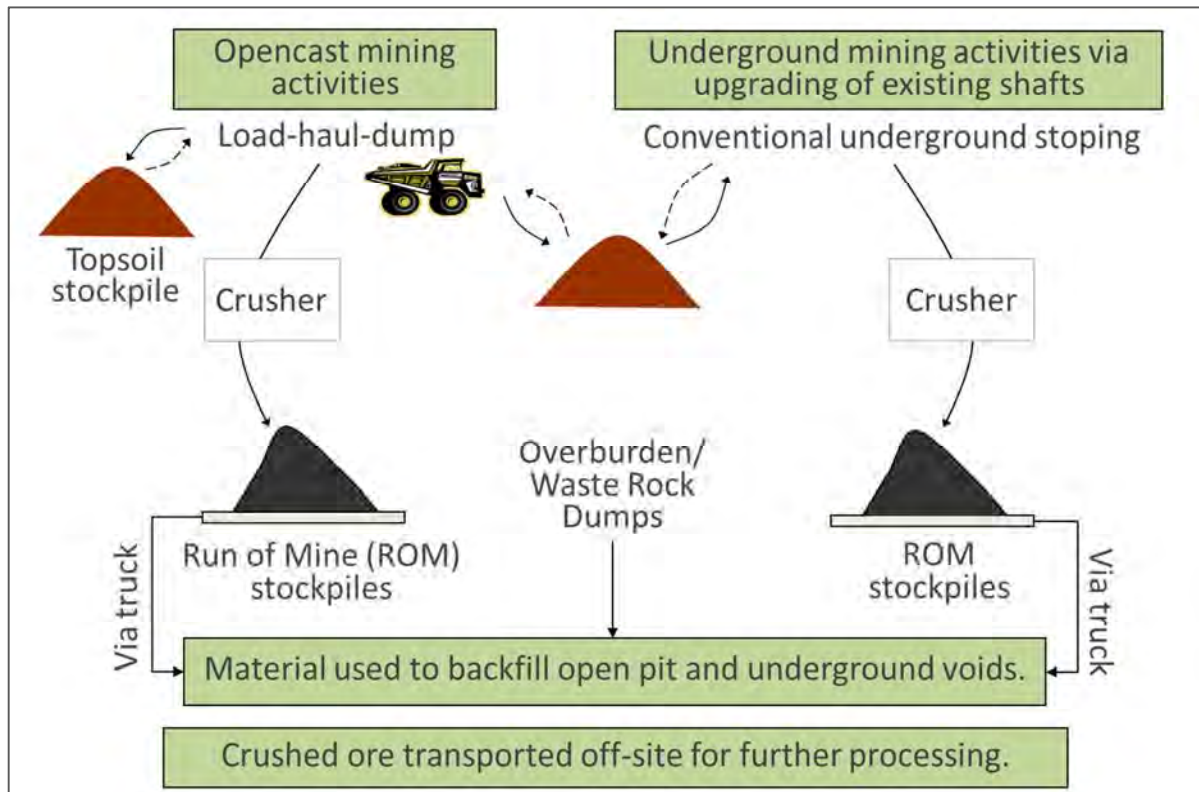 Opencast mining
activities
Underground mining activities via
upgrading of existing shafts
Load-haul-dump
Conventional underground stoping
Topsoil
stockpile
Crusher
Crusher
Overburden/
Waste Rock
Dumps
Run of Mine (ROM)
stockpiles
ROM
stockpiles
Via truck
Via truck
Material used to backfill open pit and underground voids.
Crushed ore transported off-site for further processing.